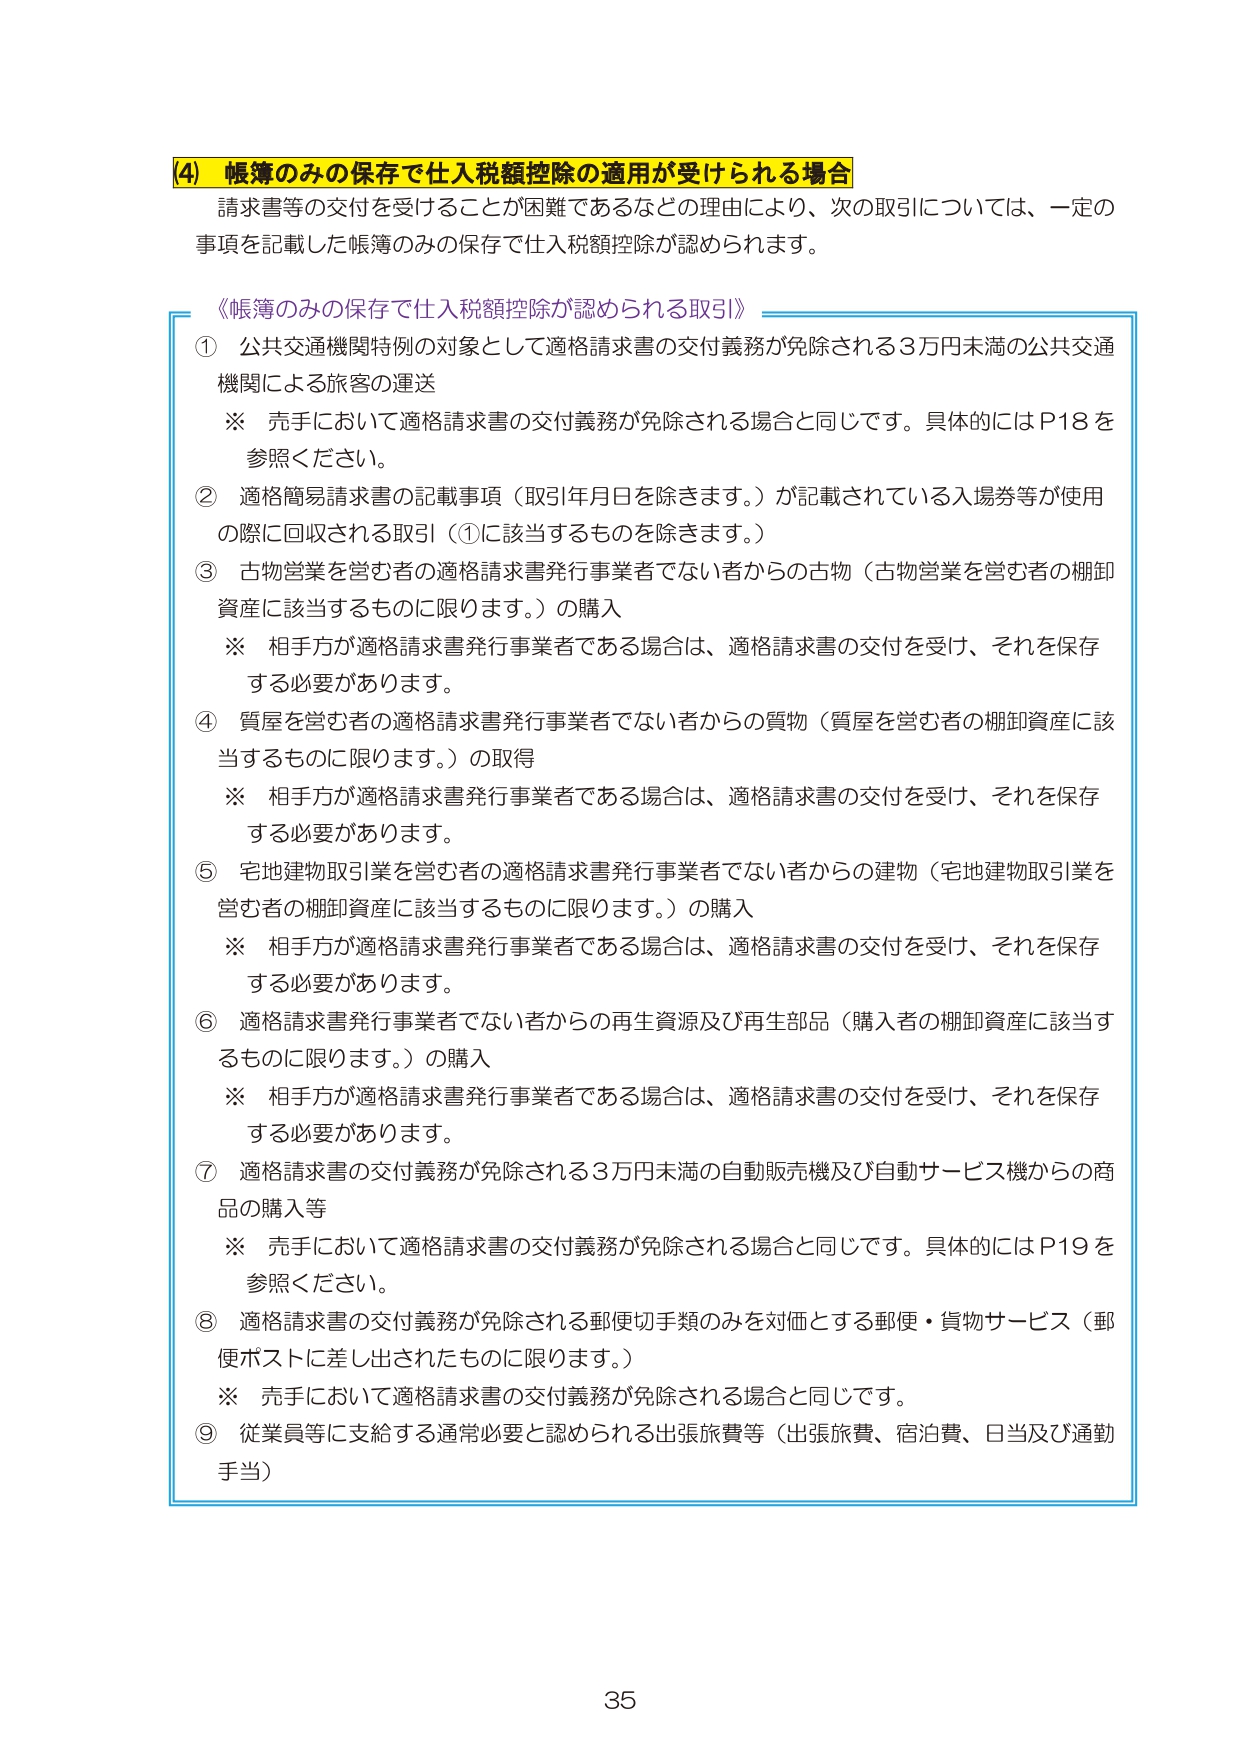 (4)　帳簿のみの保存で仕入税額控除の適用が受けられる場合
請求書等の交付を受けることが困難であるなどの理由により、次の取引については、一定の
事項を記載した帳簿のみの保存で仕入税額控除が認められます。
《帳簿のみの保存で仕入税額控除が認められる取引》
①　公共交通機関特例の対象として適格請求書の交付義務が免除される３万円未満の公共交通
機関による旅客の運送
※　売手において適格請求書の交付義務が免除される場合と同じです。具体的にはP18を
参照ください。
②　適格簡易請求書の記載事項（取引年月日を除きます。）が記載されている入場券等が使用
の際に回収される取引（①に該当するものを除きます。）
③　古物営業を営む者の適格請求書発行事業者でない者からの古物（古物営業を営む者の棚卸
資産に該当するものに限ります。）の購入
※　相手方が適格請求書発行事業者である場合は、適格請求書の交付を受け、それを保存
する必要があります。
④　質屋を営む者の適格請求書発行事業者でない者からの質物（質屋を営む者の棚卸資産に該
当するものに限ります。）の取得
※　相手方が適格請求書発行事業者である場合は、適格請求書の交付を受け、それを保存
する必要があります。
⑤　宅地建物取引業を営む者の適格請求書発行事業者でない者からの建物（宅地建物取引業を
営む者の棚卸資産に該当するものに限ります。）の購入
※　相手方が適格請求書発行事業者である場合は、適格請求書の交付を受け、それを保存
する必要があります。
⑥　適格請求書発行事業者でない者からの再生資源及び再生部品（購入者の棚卸資産に該当す
るものに限ります。）の購入
※　相手方が適格請求書発行事業者である場合は、適格請求書の交付を受け、それを保存
する必要があります。
⑦　適格請求書の交付義務が免除される３万円未満の自動販売機及び自動サービス機からの商
品の購入等
※　売手において適格請求書の交付義務が免除される場合と同じです。具体的にはP19を
参照ください。
⑧　適格請求書の交付義務が免除される郵便切手類のみを対価とする郵便・貨物サービス（郵
便ポストに差し出されたものに限ります。）
※　売手において適格請求書の交付義務が免除される場合と同じです。
⑨　従業員等に支給する通常必要と認められる出張旅費等（出張旅費、宿泊費、日当及び通勤
手当）
35